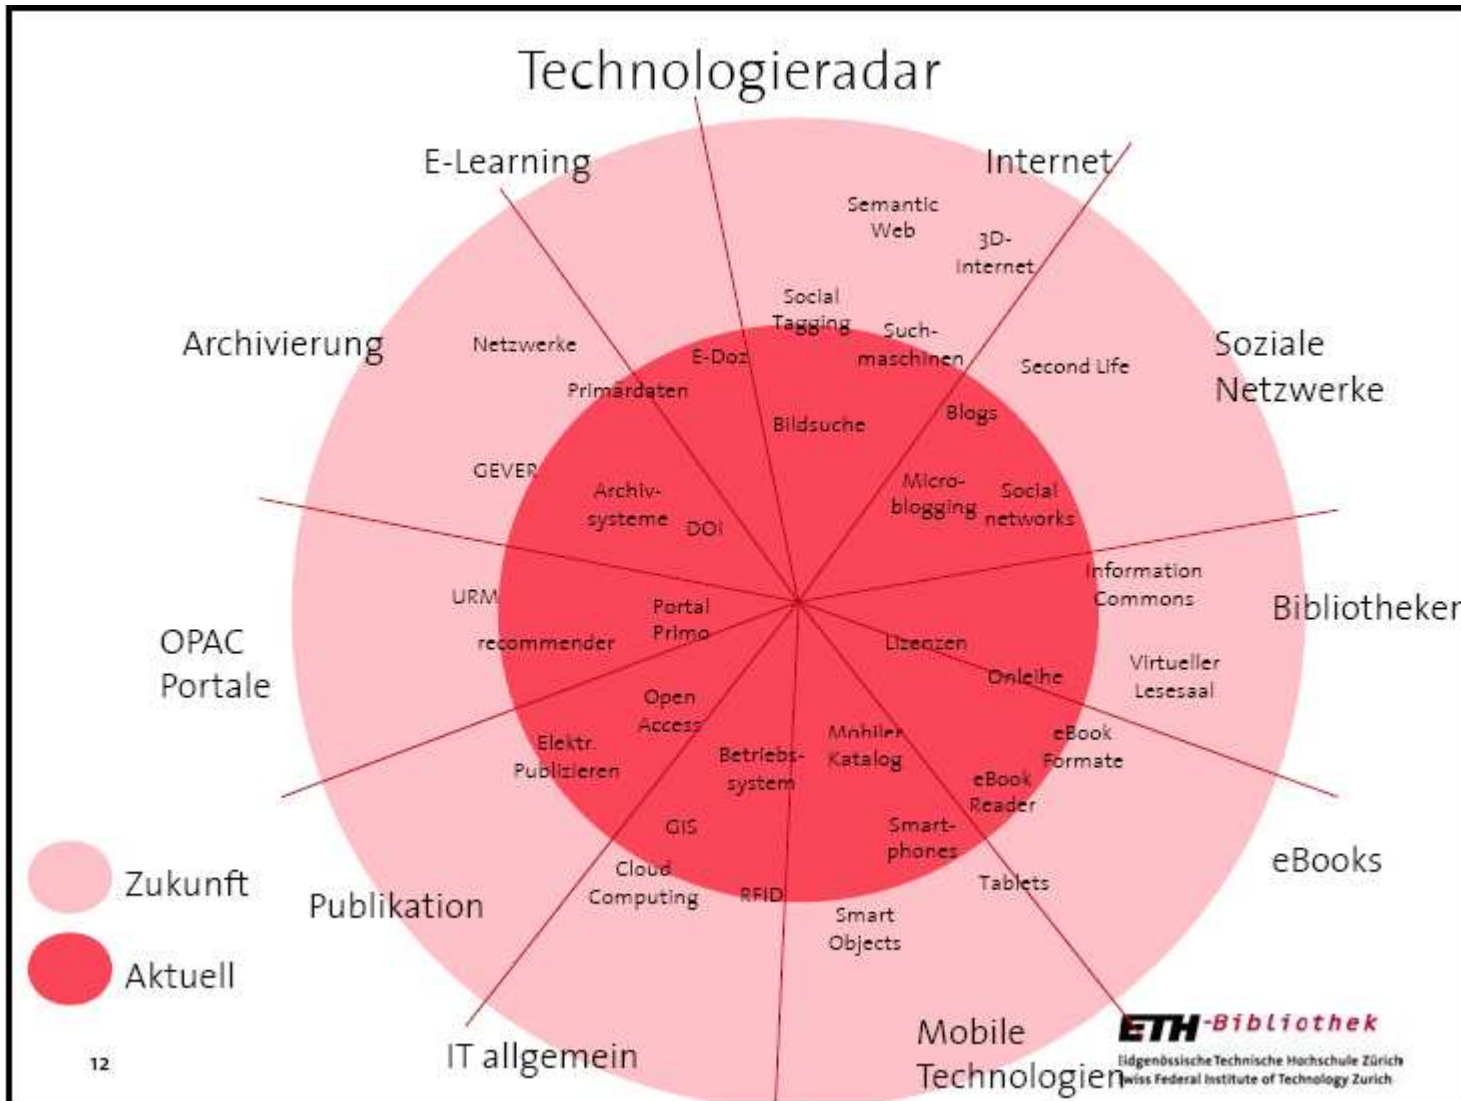 Technologieradar
E-Learning
Internet
Semantic
Web
3D-
Internet
Social
Tagging
Such-
maschinen
Archivierung
Netzwerke
E-Doz
Primärdaten
Second Life
Soziale
Netzwerke
Bildsuche
Blogs
GEVER
Archiv-
systeme
DOI
Micro-
blogging
Social
networks
Information
Commons
Bibliotheken
URM
Portal
Primo
recommender
OPAC
Portale
Lizenzen
Onleihe
Virtueller
Lesesaal
Open
Access
Elektr.
Publizieren
Betriebs-
system
Mobiler
Katalog
eBook
Formate
eBook
Reader
GIS
Smart-
phones
Cloud
Computing
RFID
Tablets
Smart
Objects
eBooks
Zukunft
Aktuell
Publikation
IT allgemein
Mobile
Technologien
ETH-Bibliothek
Eidgenössische Technische Hochschule Zürich
Swiss Federal Institute of Technology Zurich
12